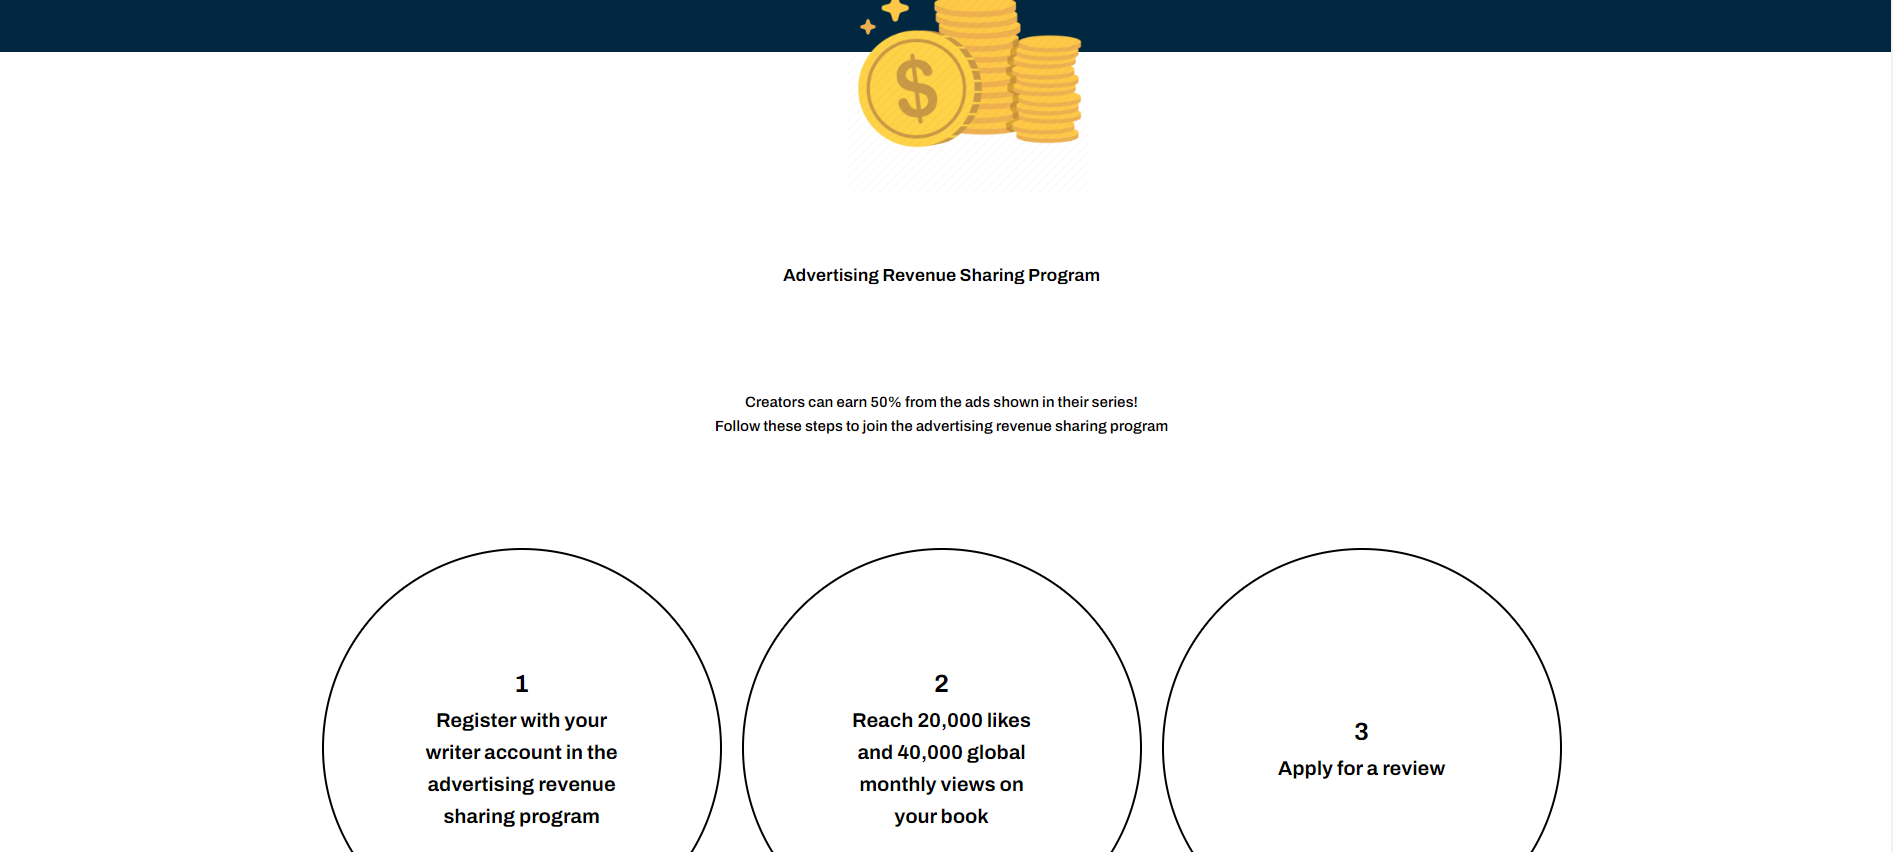 $
Advertising Revenue Sharing Program
Creators can earn 50% from the ads shown in their series!
Follow these steps to join the advertising revenue sharing program
1
Register with your
writer account in the
advertising revenue
sharing program
2
Reach 20,000 likes
and 40,000 global
monthly views on
your book
3
Apply for a review